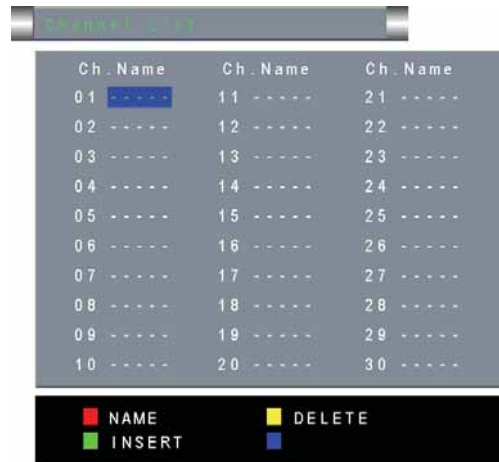 Channel List
Ch.Name Ch.Name Ch.Name
01 ----- 11 ----- 21 -----
02 ----- 12 ----- 22 -----
03 ----- 13 ----- 23 -----
04 ----- 14 ----- 24 -----
05 ----- 15 ----- 25 -----
06 ----- 16 ----- 26 -----
07 ----- 17 ----- 27 -----
08 ----- 18 ----- 28 -----
09 ----- 19 ----- 29 -----
10 ----- 20 ----- 30 -----
NAME DELETE
INSERT